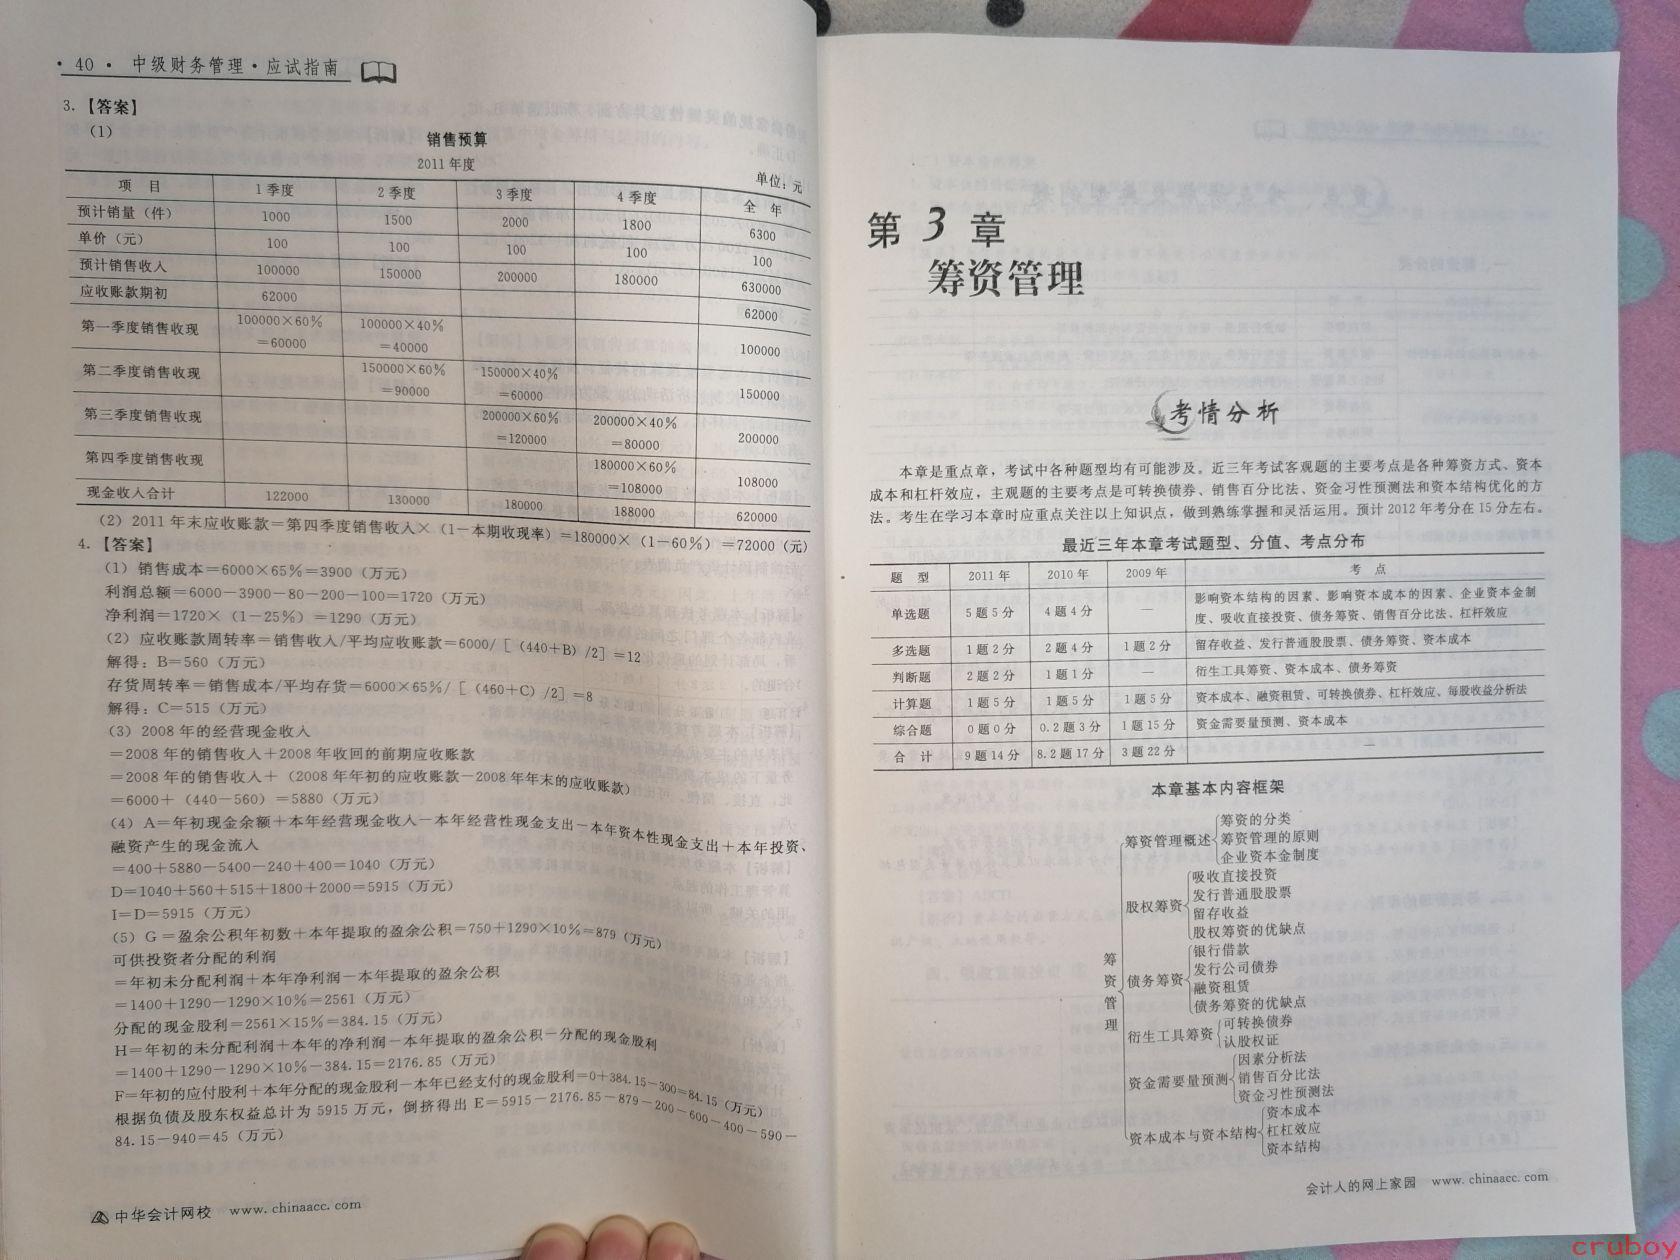 · 40 · 中级财务管理·应试指南
3.【答案】
(1)
销售预算
2011年度
单位:元
项 目 1季度 2季度 3季度 4季度 全 年
预计销量(件) 1000 1500 2000 1800 6300
单价(元) 100 100 100 100 100
预计销售收入 100000 150000 200000 180000 630000
应收账款期初 62000 62000
第一季度销售收现 100000×60%=60000 100000×40%=40000 100000
第二季度销售收现 150000×60%=90000 150000×40%=60000 150000
第三季度销售收现 200000×60%=120000 200000×40%=80000 200000
第四季度销售收现 180000×60%=108000 108000
现金收入合计 122000 130000 180000 188000 620000
(2)2011年末应收账款=第四季度销售收入×(1-本期收现率)=180000×(1-60%)=72000(元)
4.【答案】
(1)销售成本=6000×65%=3900(万元)
利润总额=6000-3900-80-200-100=1720(万元)
净利润=1720×(1-25%)=1290(万元)
(2)应收账款周转率=销售收入/平均应收账款=6000/[(440+B)/2]=12
解得:B=560(万元)
存货周转率=销售成本/平均存货=6000×65%/[(460+C)/2]=8
解得:C=515(万元)
(3)2008年的经营现金收入
=2008年的销售收入+2008年收回的前期应收账款
=2008年的销售收入+(2008年年初的应收账款-2008年年末的应收账款)
=6000+(440-560)=5880(万元)
(4)A=年初现金余额+本年经营现金收入-本年经营性现金支出-本年资本性现金支出+本年投资、
融资产生的现金流入
=400+5880-5400-240+400=1040(万元)
D=1040+560+515+1800+2000=5915(万元)
I=D=5915(万元)
(5)G=盈余公积年初数+本年提取的盈余公积=750+1290×10%=879(万元)
可供投资者分配的利润
=年初未分配利润+本年净利润-本年提取的盈余公积
=1400+1290-1290×10%=2561(万元)
分配的现金股利=2561×15%=384.15(万元)
H=年初的未分配利润+本年的净利润-本年提取的盈余公积-分配的现金股利
=1400+1290-1290×10%-384.15=2176.85(万元)
F=年初的应付股利+本年分配的现金股利-本年已经支付的现金股利=0+384.15-300=84.15(万元)
根据负债及股东权益总计为5915万元,倒挤得出E=5915-2176.85-879-200-600-400-590-
84.15-940=45(万元)
中华会计网校 www.chinaacc.com
第3章
筹资管理
考情分析
本章是重点章,考试中各种题型均有可能涉及。近三年考试客观题的主要考点是各种筹资方式、资本
成本和杠杆效应,主观题的主要考点是可转换债券、销售百分比法、资金习性预测法和资本结构优化的方
法。考生在学习本章时应重点关注以上知识点,做到熟练掌握和灵活运用。预计2012年考分在15分左右。
最近三年本章考试题型、分值、考点分布
题 型 2011年 2010年 2009年 考 点
单选题 5题5分 4题4分 — 影响资本结构的因素、影响资本成本的因素、企业资本金制
度、吸收直接投资、债务筹资、销售百分比法、杠杆效应
多选题 1题2分 2题4分 1题2分 留存收益、发行普通股股票、债务筹资、资本成本
判断题 2题2分 1题1分 — 衍生工具筹资、资本成本、债务筹资
计算题 1题5分 1题5分 1题5分 资本成本、融资租赁、可转换债券、杠杆效应、每股收益分析法
综合题 0题0分 0.2题3分 1题15分 资金需要量预测、资本成本
合 计 9题14分 8.2题17分 3题22分 —
本章基本内容框架
筹资管理
筹资管理概述
筹资的分类
筹资管理的原则
企业资本金制度
股权筹资
吸收直接投资
发行普通股股票
留存收益
股权筹资的优缺点
债务筹资
银行借款
发行公司债券
融资租赁
债务筹资的优缺点
衍生工具筹资
可转换债券
认股权证
资金需要量预测
因素分析法
销售百分比法
资金习性预测法
资本成本与资本结构
资本成本
杠杠效应
资本结构
会计人的网上家园 www.chinaacc.com
cruboy